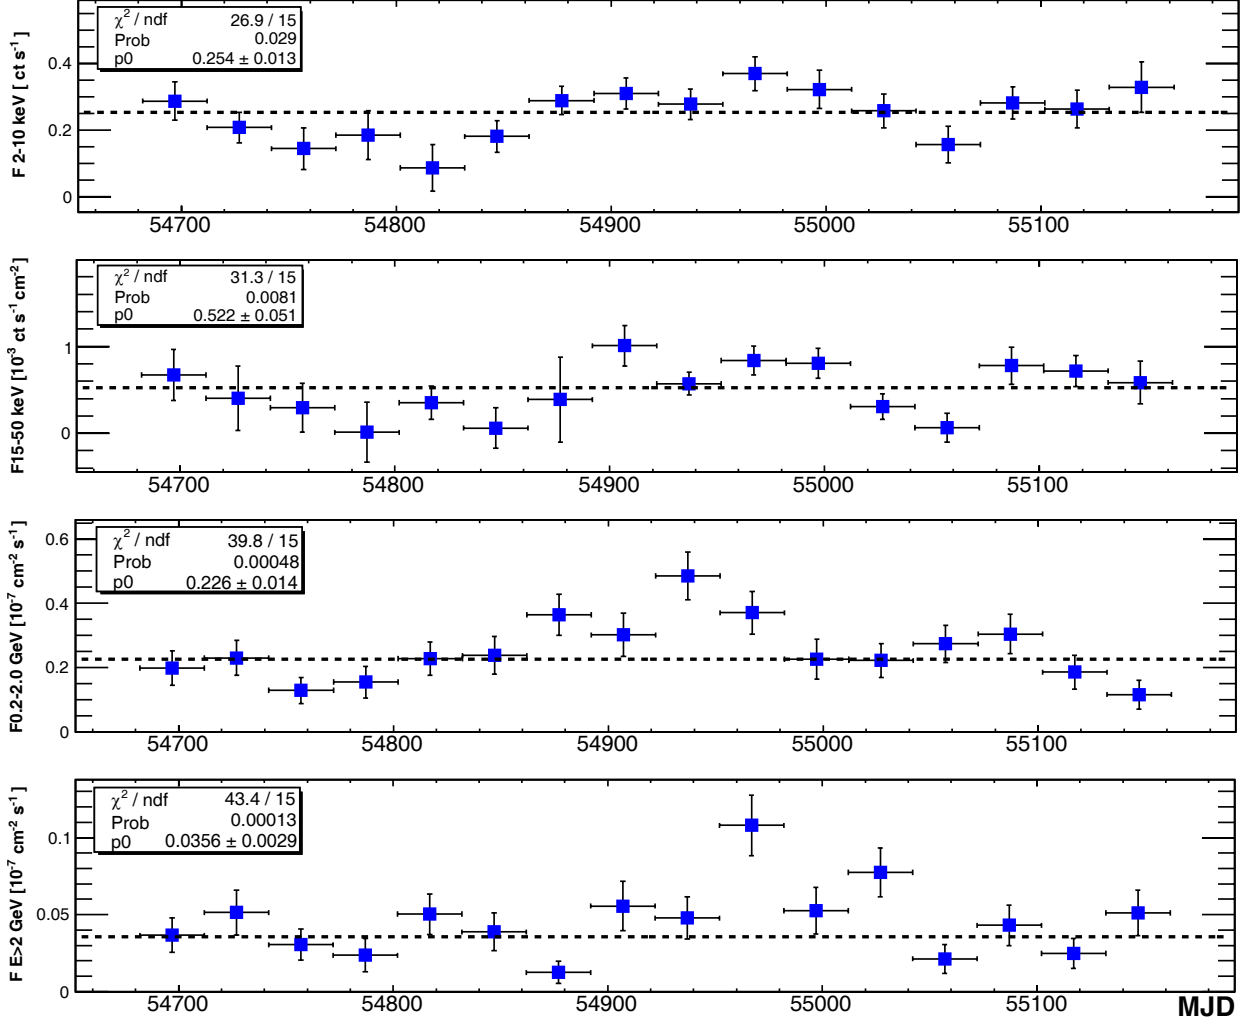 χ² / ndf 26.9 / 15
Prob 0.029
p0 0.254 ± 0.013
F 2-10 keV [ ct s⁻¹ ]
0.4
0.2
0
54700 54800 54900 55000 55100
χ² / ndf 31.3 / 15
Prob 0.0081
p0 0.522 ± 0.051
F15-50 keV [10⁻³ ct s⁻¹ cm⁻²]
1
0
54700 54800 54900 55000 55100
χ² / ndf 39.8 / 15
Prob 0.00048
p0 0.226 ± 0.014
F0.2-2.0 GeV [10⁻⁷ cm⁻² s⁻¹]
0.6
0.4
0.2
0
54700 54800 54900 55000 55100
χ² / ndf 43.4 / 15
Prob 0.00013
p0 0.0356 ± 0.0029
F E>2 GeV [10⁻⁷ cm⁻² s⁻¹]
0.1
0.05
0
54700 54800 54900 55000 55100
MJD